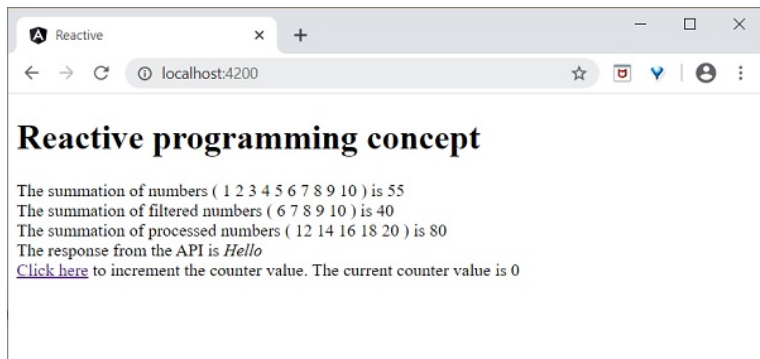 Reactive
localhost:4200
Reactive programming concept
The summation of numbers ( 1 2 3 4 5 6 7 8 9 10 ) is 55
The summation of filtered numbers ( 6 7 8 9 10 ) is 40
The summation of processed numbers ( 12 14 16 18 20 ) is 80
The response from the API is Hello
Click here to increment the counter value. The current counter value is 0